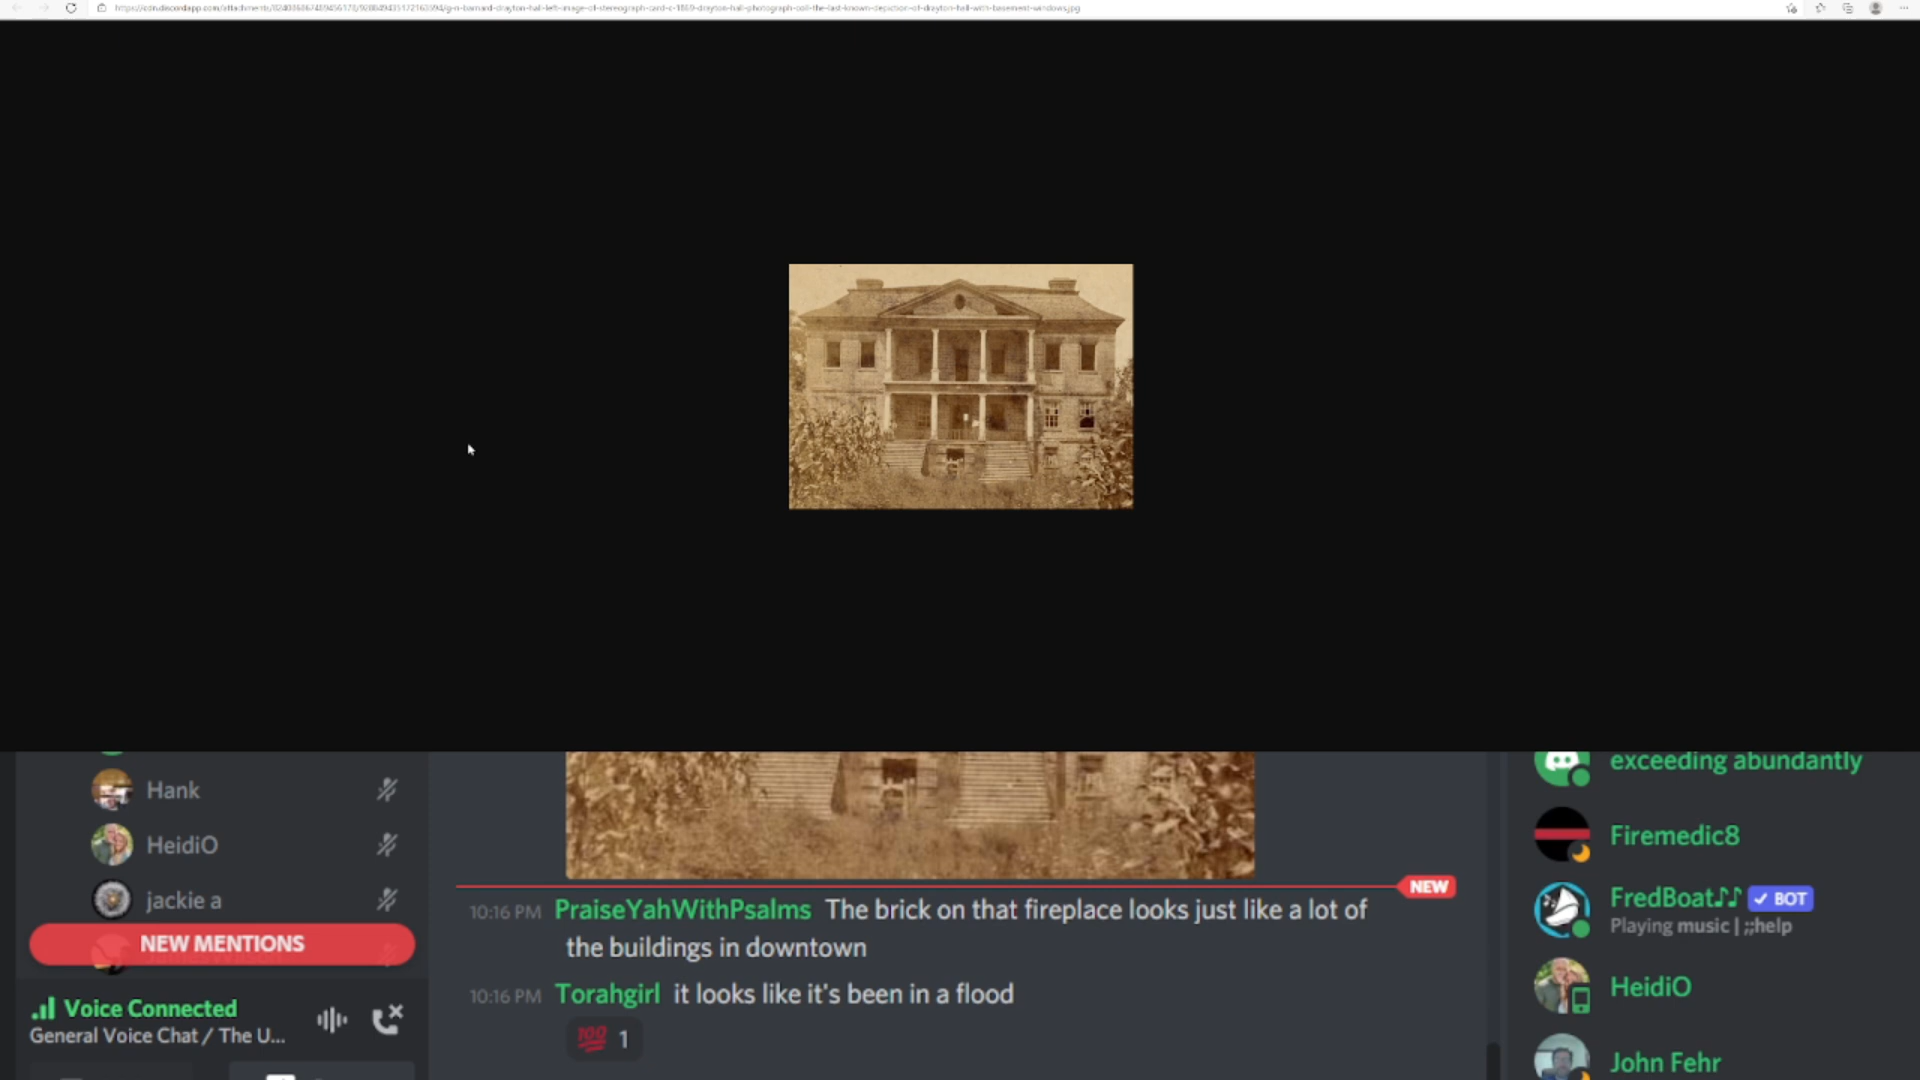 Hank
HeidiO
jackie a
NEW MENTIONS
Voice Connected
General Voice Chat / The U...
NEW
10:16 PM PraiseYahWithPsalms The brick on that fireplace looks just like a lot of
the buildings in downtown
10:16 PM Torahgirl it looks like it's been in a flood
100 1
exceeding abundantly
Firemedic8
FredBoat♪♪ ✓ BOT
Playing music | ;;help
HeidiO
John Fehr